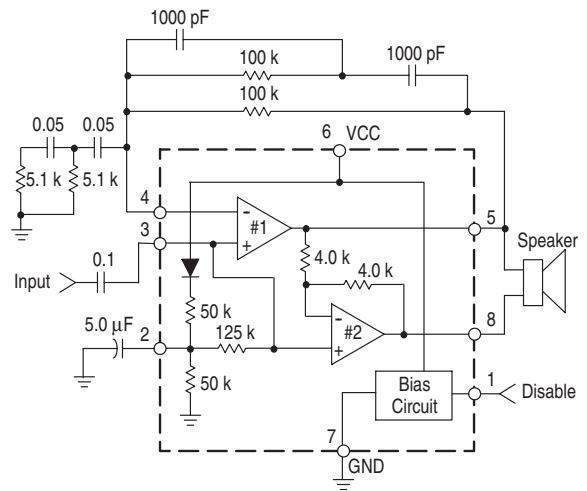 1000 pF
1000 pF
100 k
100 k
0.05
0.05
6
VCC
5.1 k
5.1 k
4
-
#1
5
Speaker
3
+
4.0 k
4.0 k
Input
0.1
50 k
5.0 µF
2
125 k
-
#2
8
+
50 k
Bias
Circuit
1
Disable
7
GND